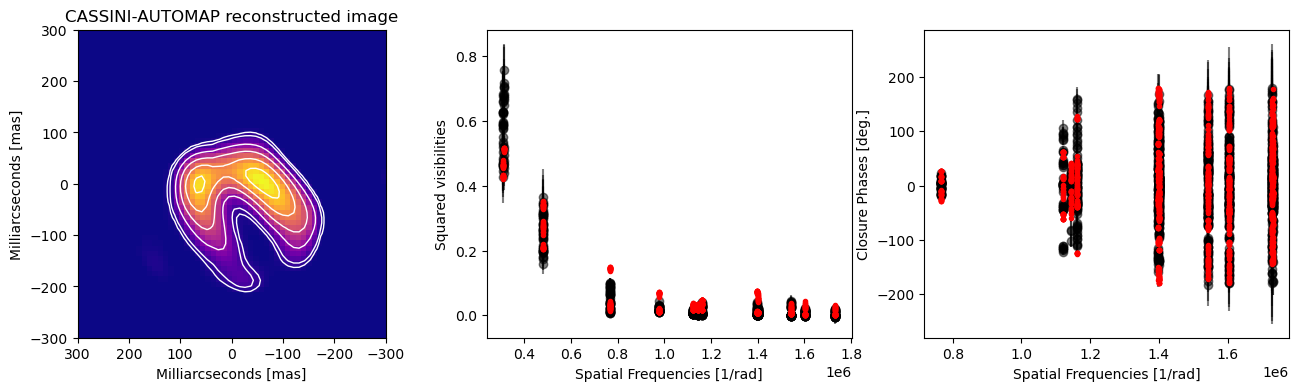 CASSINI-AUTOMAP reconstructed image
Milliarcseconds [mas]
300
200
100
0
−100
−200
−300
300 200 100 0 −100 −200 −300
Milliarcseconds [mas]
Squared visibilities
0.8
0.6
0.4
0.2
0.0
0.4 0.6 0.8 1.0 1.2 1.4 1.6 1.8
1e6
Spatial Frequencies [1/rad]
Closure Phases [deg.]
200
100
0
−100
−200
0.8 1.0 1.2 1.4 1.6
1e6
Spatial Frequencies [1/rad]